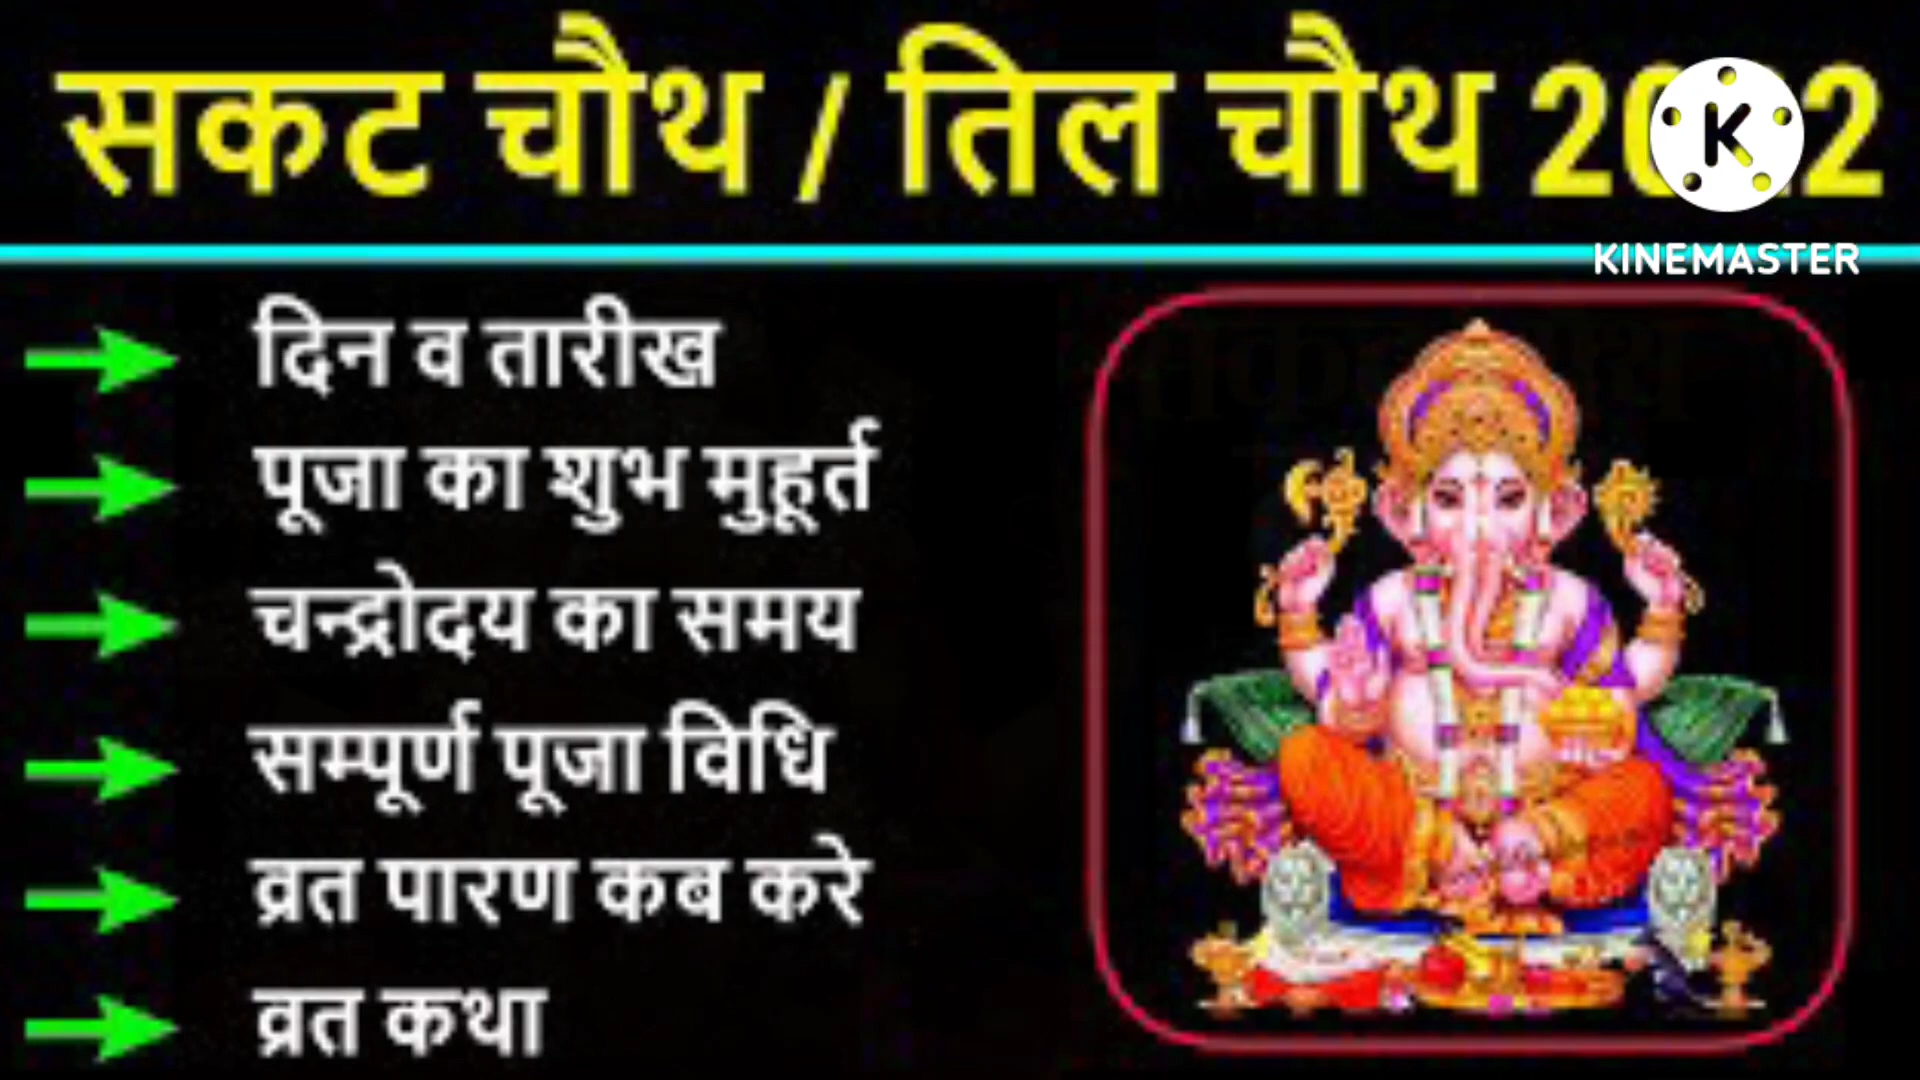 सकट चौथ / तिल चौथ
K
KINEMASTER
दिन व तारीख
पूजा का शुभ मुहूर्त
चन्द्रोदय का समय
सम्पूर्ण पूजा विधि
व्रत पारण कब करे
व्रत कथा